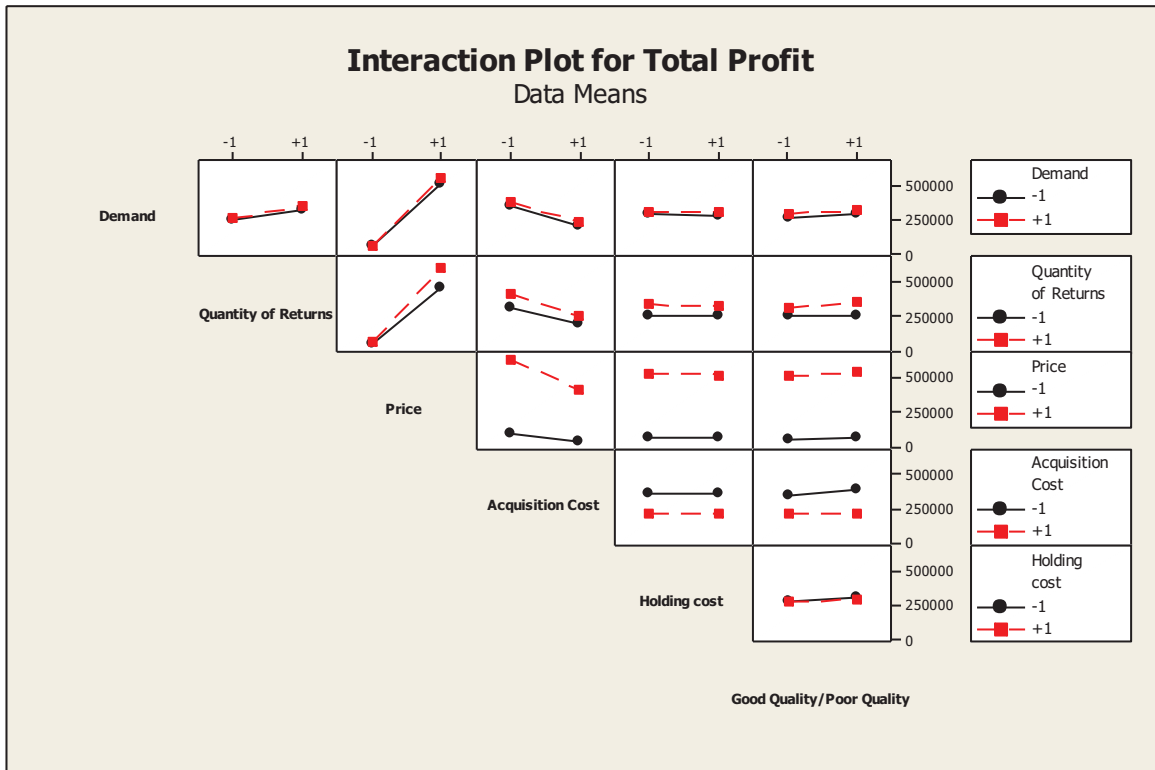 Interaction Plot for Total Profit
Data Means
-1 +1 -1 +1 -1 +1 -1 +1 -1 +1
Demand
500000
250000
0
Demand
-1
+1
Quantity of Returns
500000
250000
0
Quantity
of Returns
-1
+1
Price
500000
250000
0
Price
-1
+1
Acquisition Cost
500000
250000
0
Acquisition
Cost
-1
+1
Holding cost
500000
250000
0
Holding
cost
-1
+1
Good Quality/Poor Quality